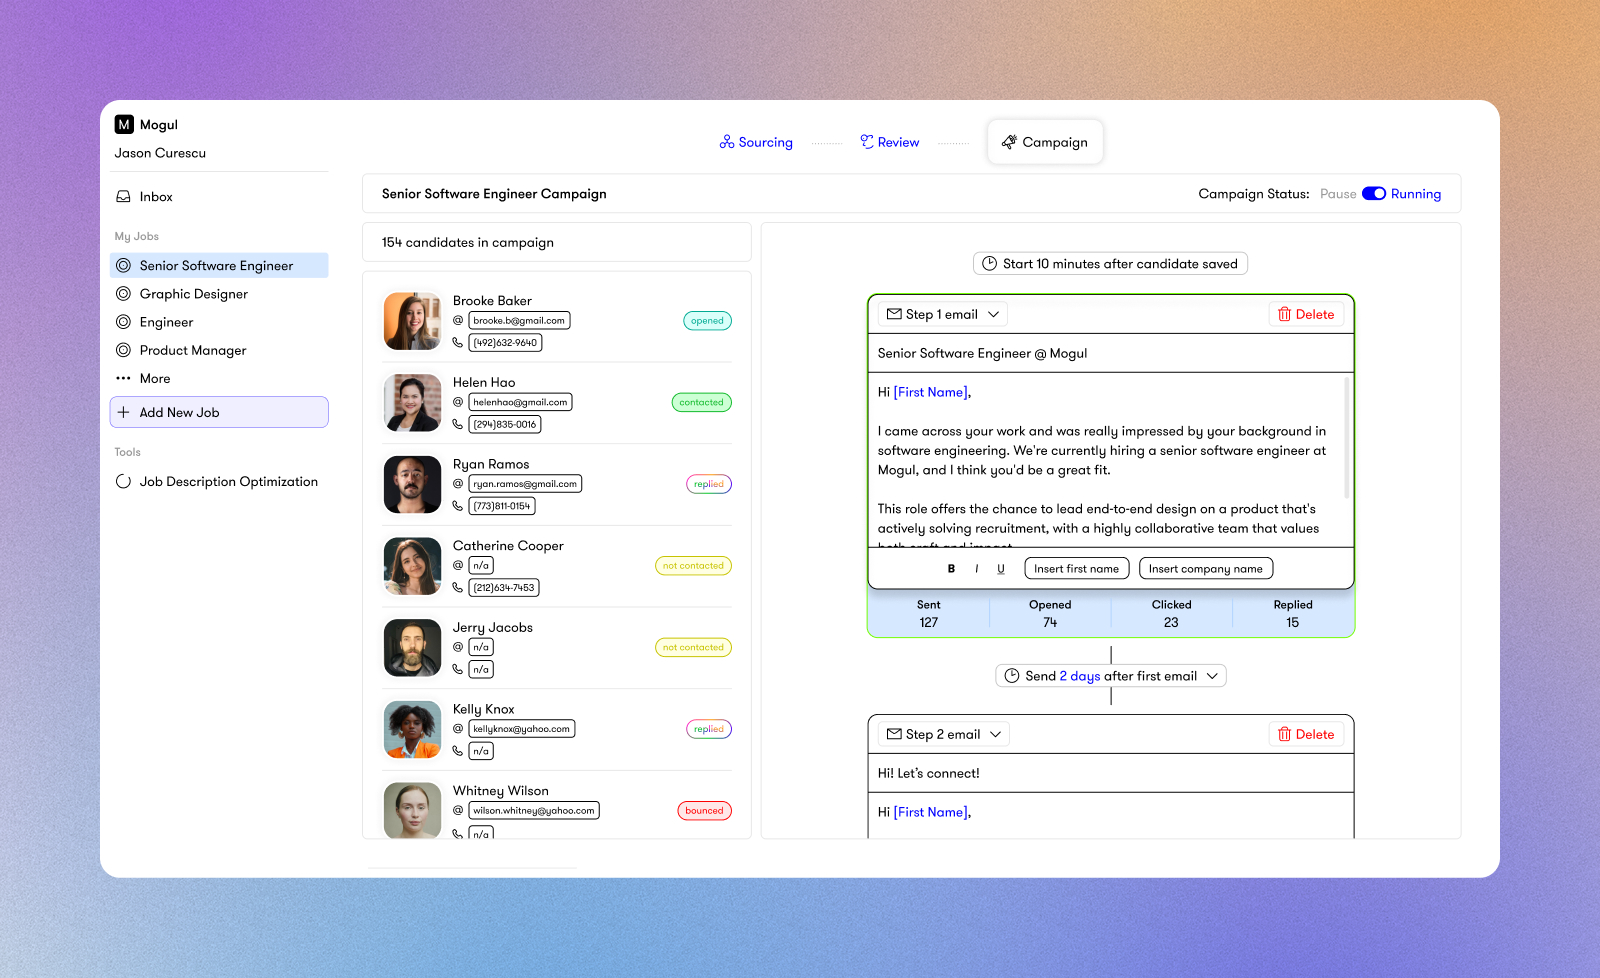 M Mogul
Jason Curescu
Inbox
My Jobs
Senior Software Engineer
Graphic Designer
Engineer
Product Manager
More
Add New Job
Tools
Job Description Optimization
Sourcing
Review
Campaign
Senior Software Engineer Campaign
Campaign Status: Pause Running
154 candidates in campaign
Brooke Baker
@ brooke.b@gmail.com
(492)632-9640
opened
Helen Hao
@ helenhao@gmail.com
(294)835-0016
contacted
Ryan Ramos
@ ryan.ramos@gmail.com
(773)811-0154
replied
Catherine Cooper
@ n/a
(212)634-7453
not contacted
Jerry Jacobs
@ n/a
n/a
not contacted
Kelly Knox
@ kellyknox@yahoo.com
n/a
replied
Whitney Wilson
@ wilson.whitney@yahoo.com
n/a
bounced
Start 10 minutes after candidate saved
Step 1 email
Delete
Senior Software Engineer @ Mogul
Hi [First Name],
I came across your work and was really impressed by your background in
software engineering. We're currently hiring a senior software engineer at
Mogul, and I think you'd be a great fit.
This role offers the chance to lead end-to-end design on a product that's
actively solving recruitment, with a highly collaborative team that values
both craft and impact.
B I U Insert first name Insert company name
Sent Opened Clicked Replied
127 74 23 15
Send 2 days after first email
Step 2 email
Delete
Hi! Let’s connect!
Hi [First Name],